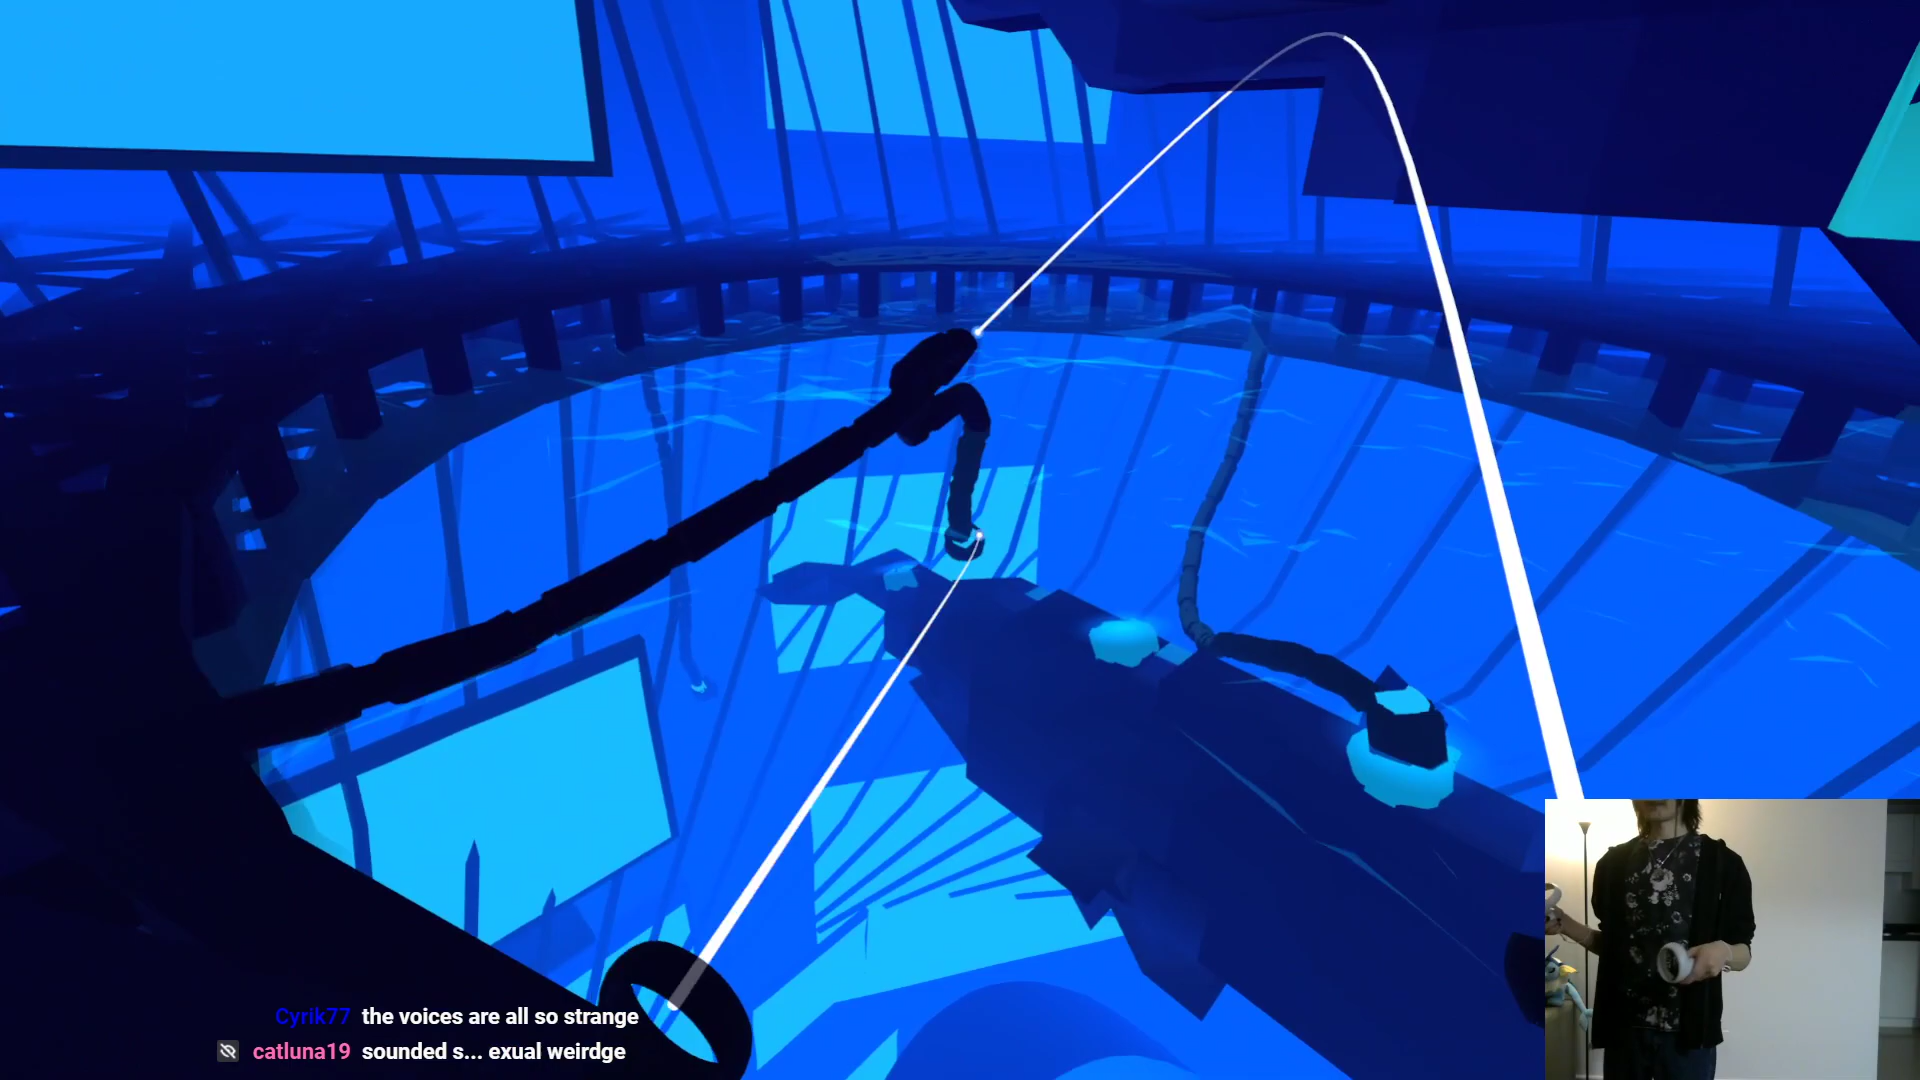 Cyrik77 the voices are all so strange
catluna19 sounded s... exual weirdge